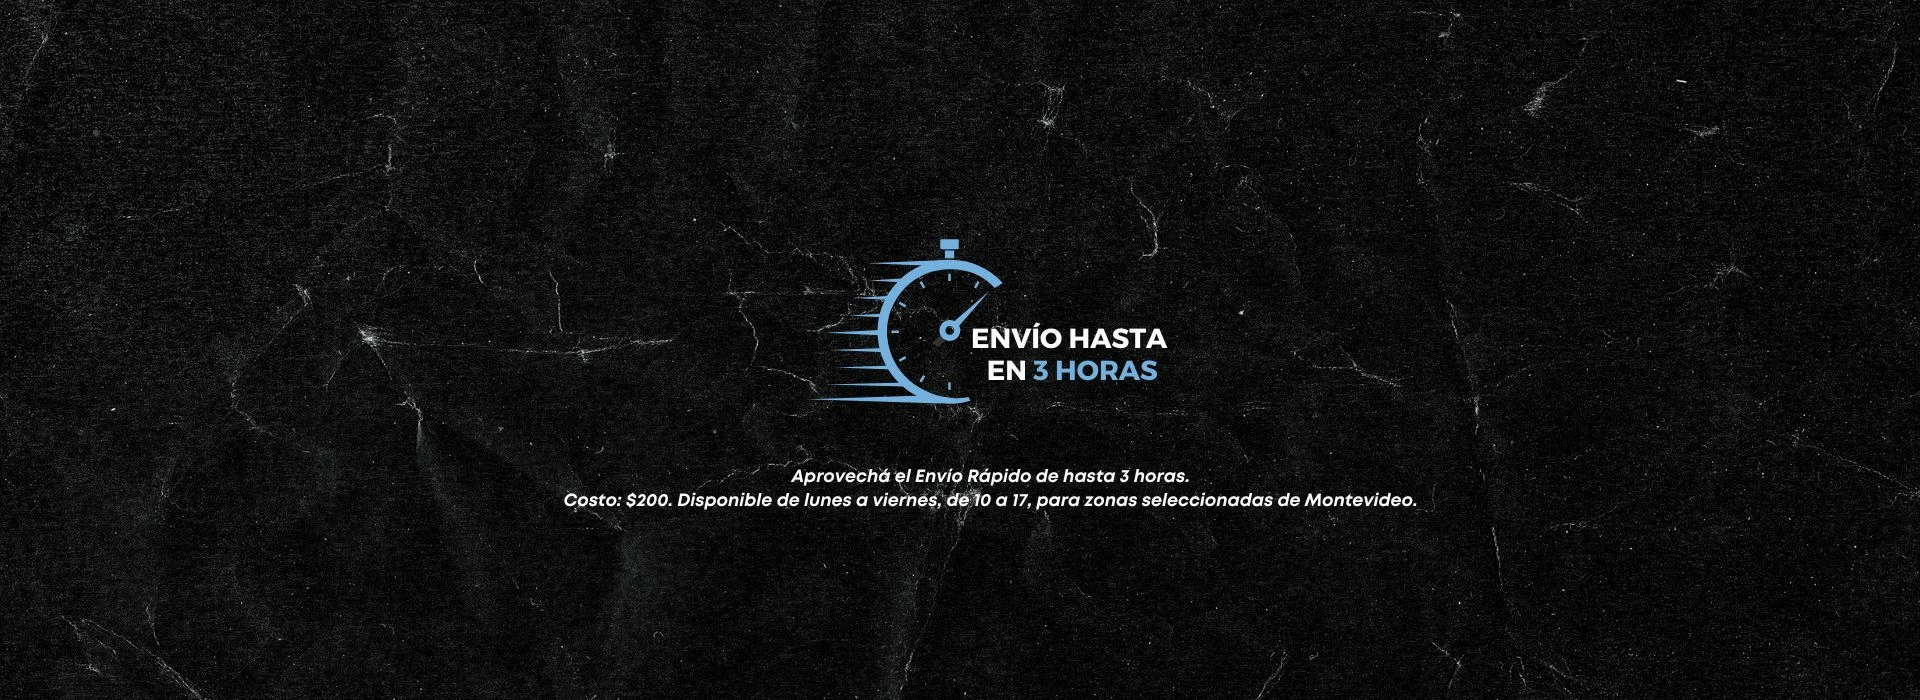 ENVÍO HASTA
EN 3 HORAS
Aprovechá el Envío Rápido de hasta 3 horas.
Costo: $200. Disponible de lunes a viernes, de 10 a 17, para zonas seleccionadas de Montevideo.